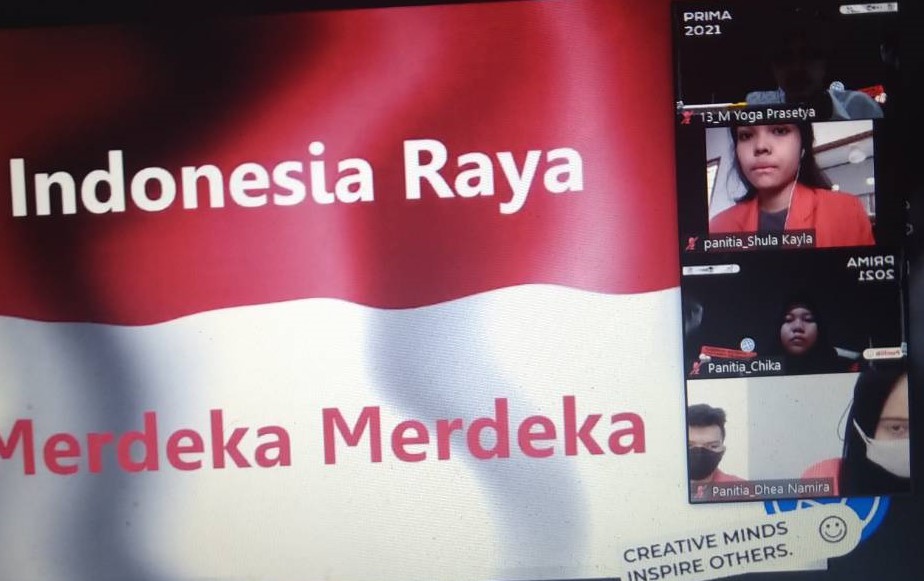 Indonesia Raya
Merdeka Merdeka
CREATIVE MINDS
INSPIRE OTHERS.
PRIMA
2021
13_M Yoga Prasetya
panitia_Shula Kayla
PRIMA
2021
Panitia_Chika
Panitia_Dhea Namira